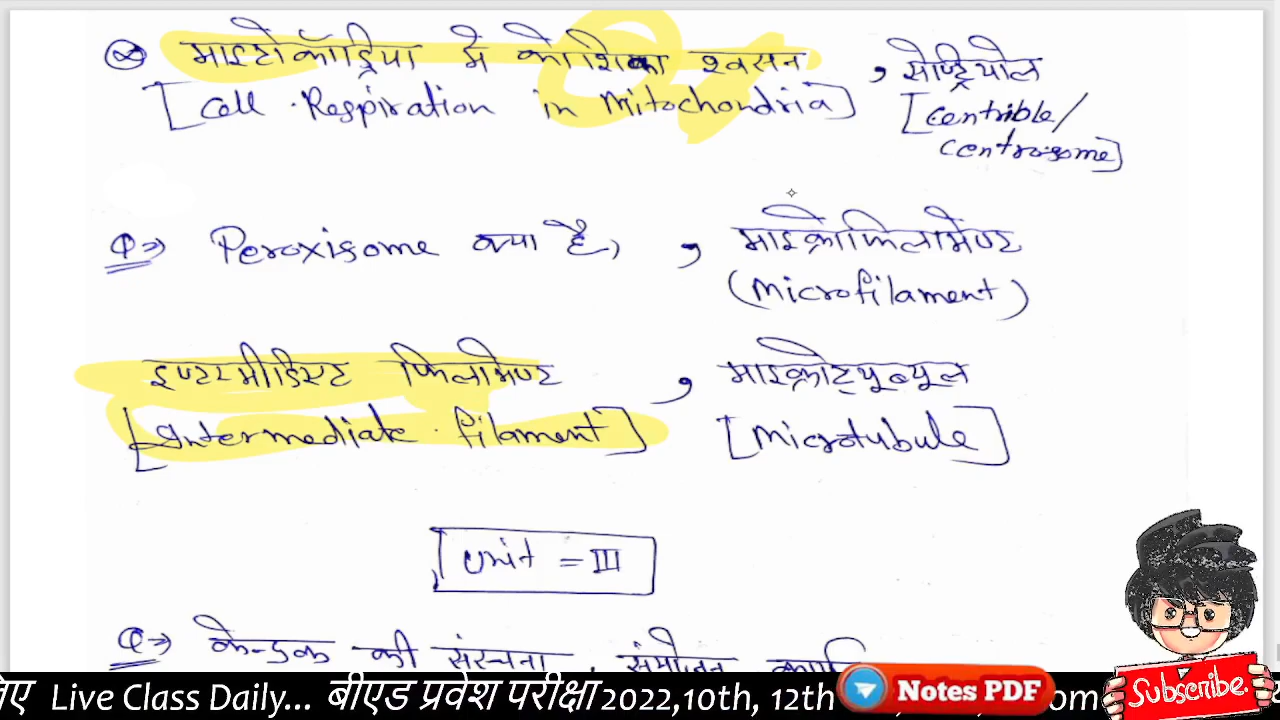 माइटोकॉंड्रिया में कोशिका श्वसन , सेण्ट्रियोल
[Cell Respiration in Mitochondria] [Centrible/
Centrosome]
Q⇒ Peroxisome क्या है, , माइक्रोफिलामेण्ट
(Microfilament)
इण्टरमीडिएट फिलामेण्ट , माइक्रोट्यूब्यूल
[Intermediate filament] [Microtubule]
Unit = III
Q⇒ केन्द्रक की संरचना , संयोजन कार्य
Live Class Daily... बीएड प्रवेश परीक्षा 2022,10th, 12th
Notes PDF
Subscribe.